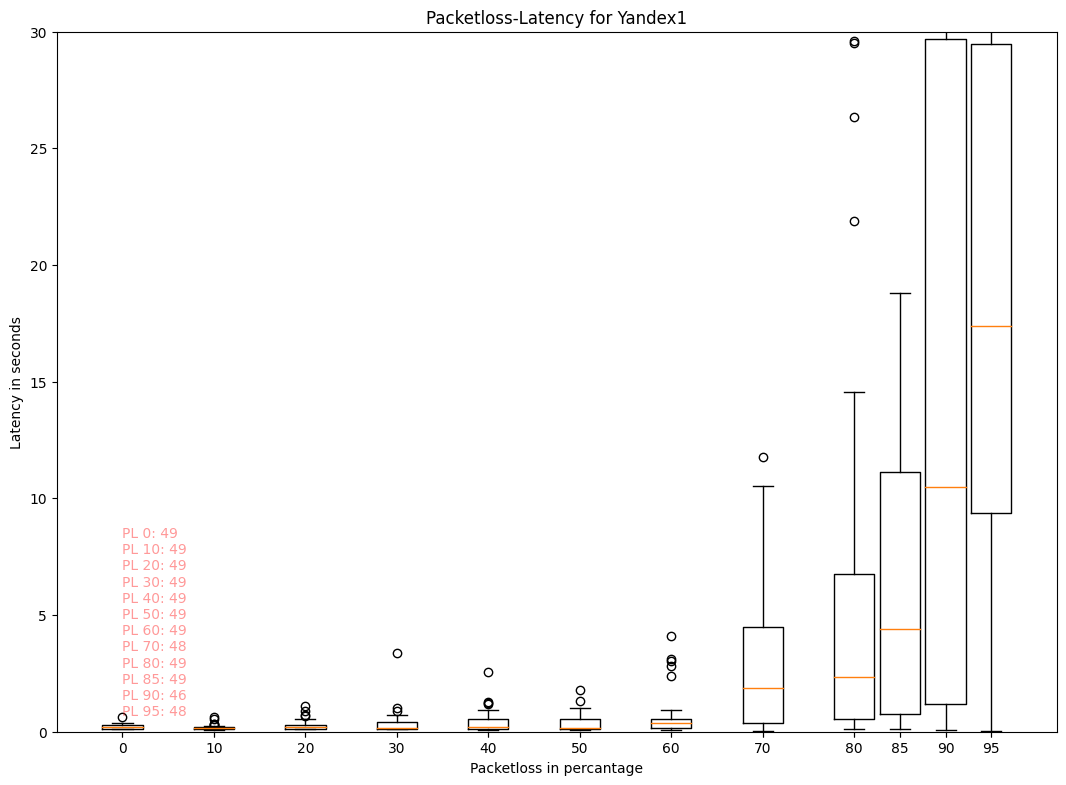 Packetloss-Latency for Yandex1
30
25
20
15
10
5
0
Latency in seconds
PL 0: 49
PL 10: 49
PL 20: 49
PL 30: 49
PL 40: 49
PL 50: 49
PL 60: 49
PL 70: 48
PL 80: 49
PL 85: 49
PL 90: 46
PL 95: 48
0 10 20 30 40 50 60 70 80 85 90 95
Packetloss in percantage